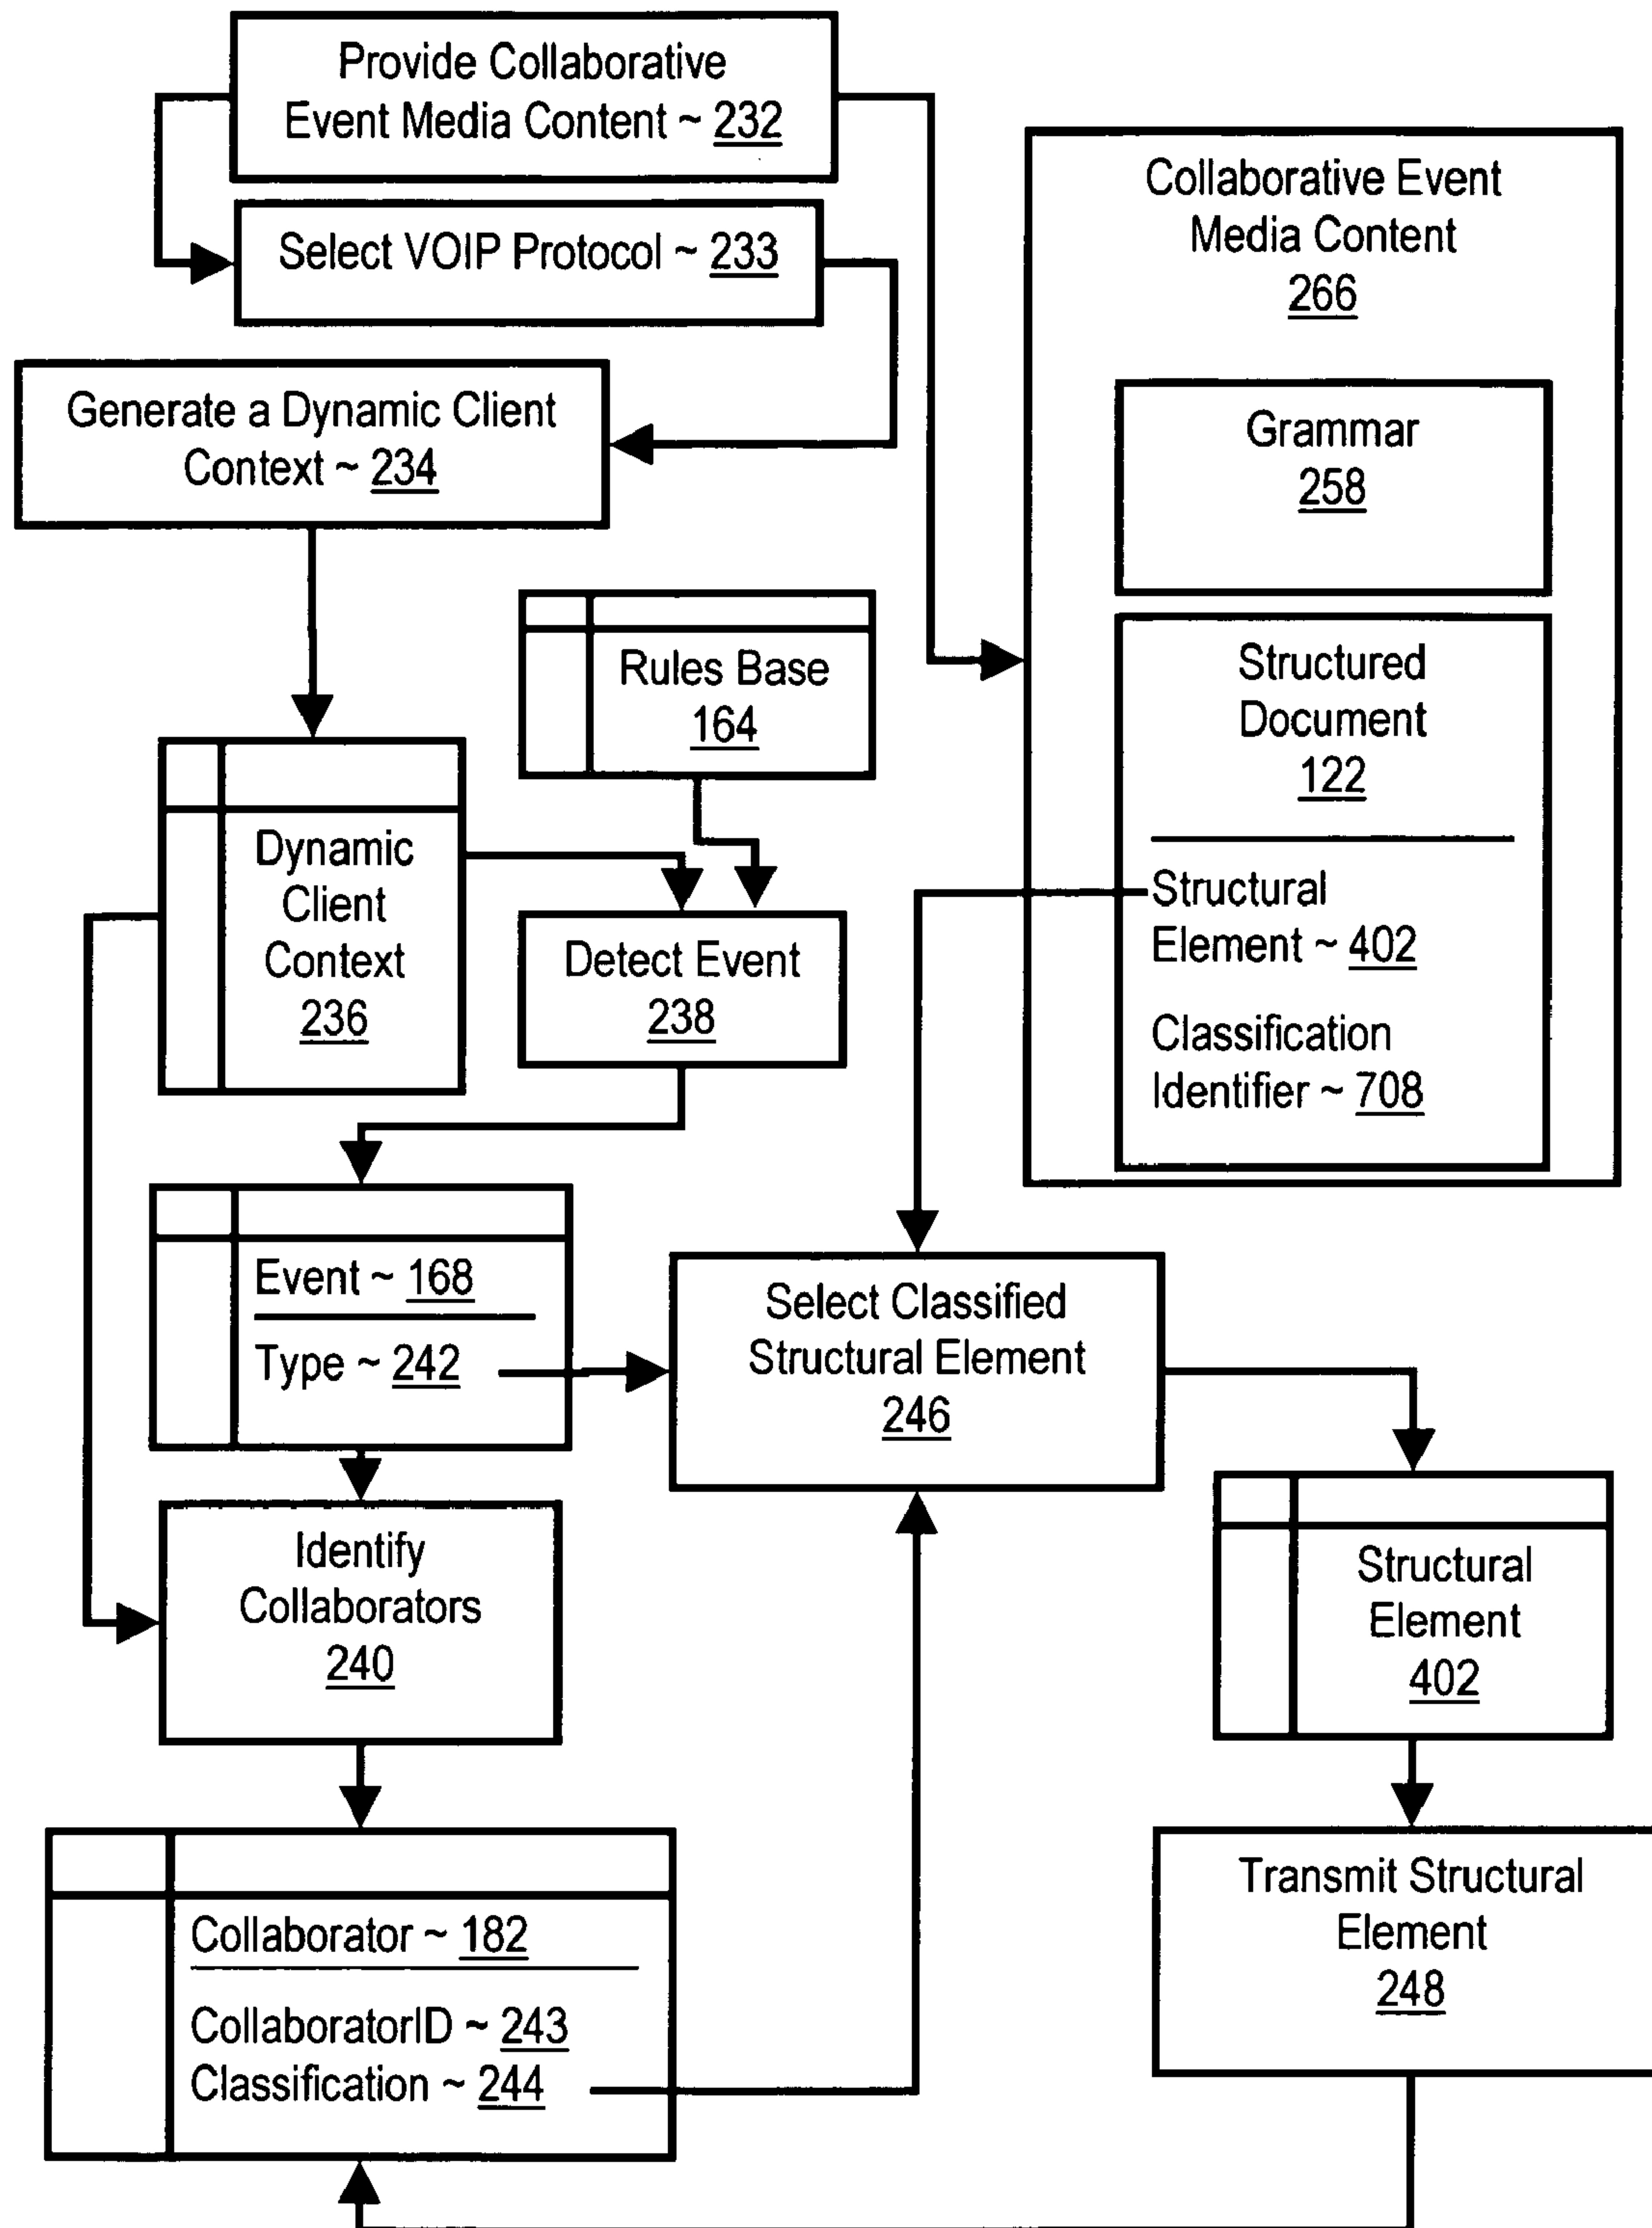 Provide Collaborative
Event Media Content ~ 232
Select VOIP Protocol ~ 233
Generate a Dynamic Client
Context ~ 234
Collaborative Event
Media Content
266
Grammar
258
Structured
Document
122
Structural
Element ~ 402
Classification
Identifier ~ 708
Rules Base
164
Dynamic
Client
Context
236
Detect Event
238
Event ~ 168
Type ~ 242
Select Classified
Structural Element
246
Identify
Collaborators
240
Structural
Element
402
Collaborator ~ 182
CollaboratorID ~ 243
Classification ~ 244
Transmit Structural
Element
248